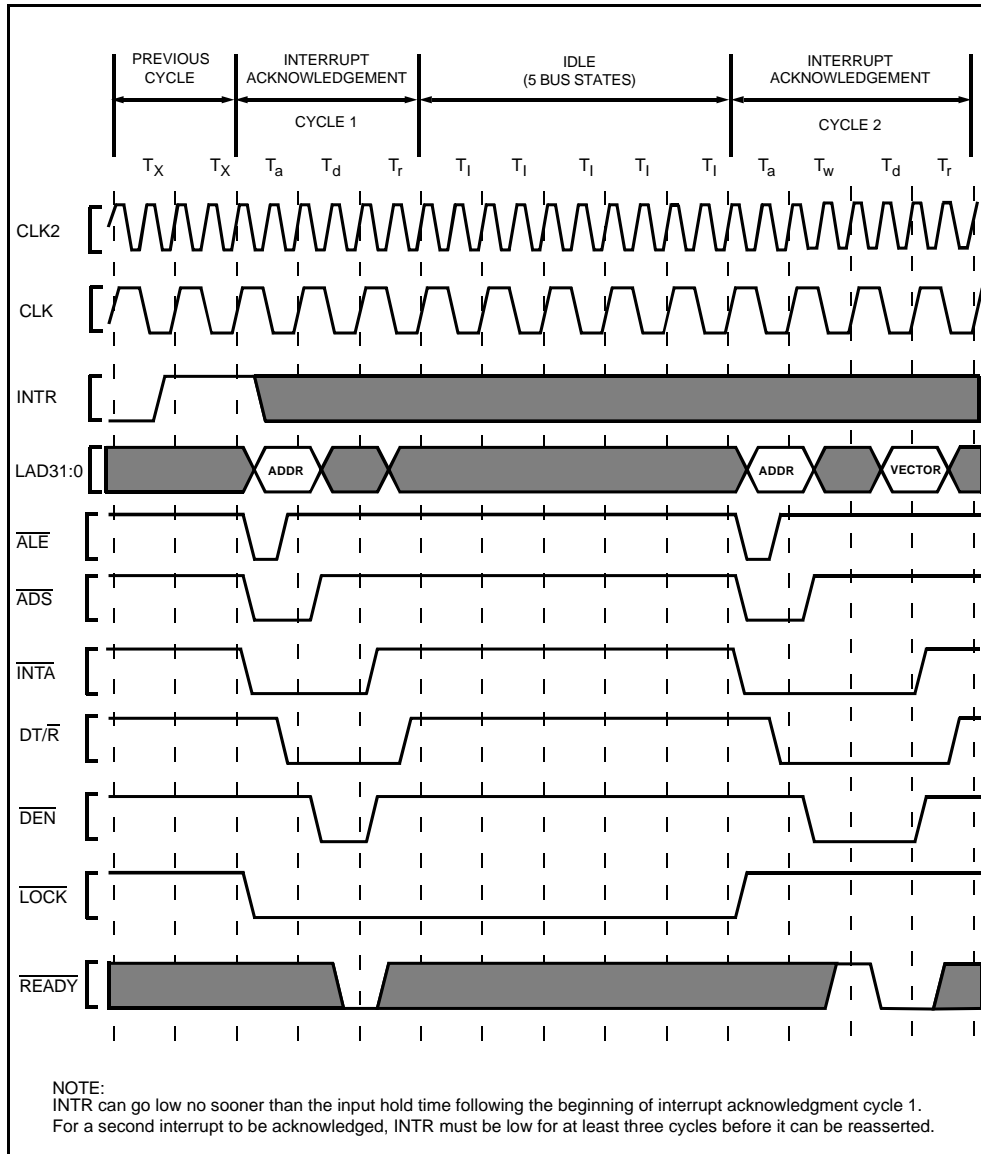 PREVIOUS CYCLE
INTERRUPT ACKNOWLEDGEMENT
CYCLE 1
IDLE
(5 BUS STATES)
INTERRUPT ACKNOWLEDGEMENT
CYCLE 2
TX TX Ta Td Tr TI TI TI TI TI Ta Tw Td Tr
CLK2
CLK
INTR
LAD31:0 ADDR ADDR VECTOR
ALE
ADS
INTA
DT/R
DEN
LOCK
READY
NOTE:
INTR can go low no sooner than the input hold time following the beginning of interrupt acknowledgment cycle 1.
For a second interrupt to be acknowledged, INTR must be low for at least three cycles before it can be reasserted.